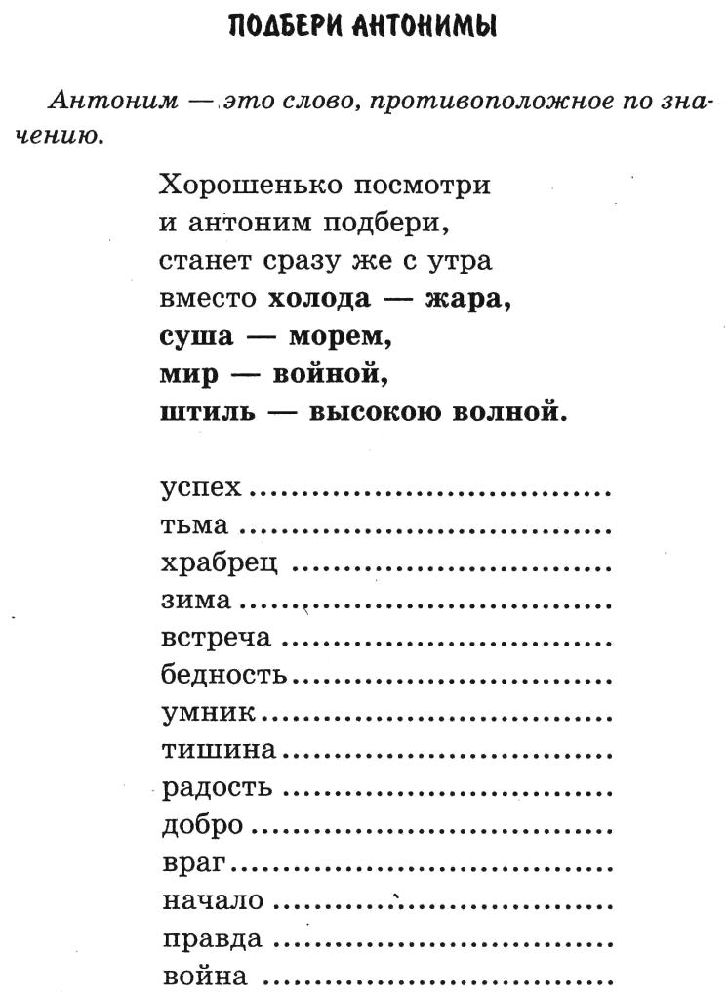 ПОДБЕРИ АНТОНИМЫ
Антоним — это слово, противоположное по зна-
чению.
Хорошенько посмотри
и антоним подбери,
станет сразу же с утра
вместо холода — жара,
суша — морем,
мир — войной,
штиль — высокою волной.
успех ..................................
тьма ...................................
храбрец ..............................
зима ...................................
встреча ...............................
бедность..............................
умник.................................
тишина...............................
радость ...............................
добро ..................................
враг....................................
начало ................................
правда ................................
война .................................